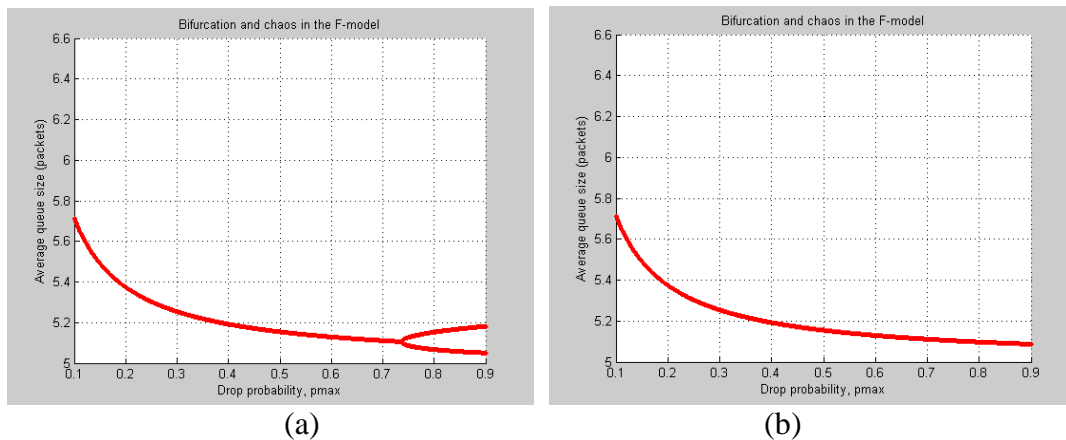 Bifurcation and chaos in the F-model
6.6
6.4
6.2
6
5.8
5.6
5.4
5.2
5
Average queue size (packets)
0.1 0.2 0.3 0.4 0.5 0.6 0.7 0.8 0.9
Drop probability, pmax
(a)
Bifurcation and chaos in the F-model
6.6
6.4
6.2
6
5.8
5.6
5.4
5.2
5
Average queue size (packets)
0.1 0.2 0.3 0.4 0.5 0.6 0.7 0.8 0.9
Drop probability, pmax
(b)